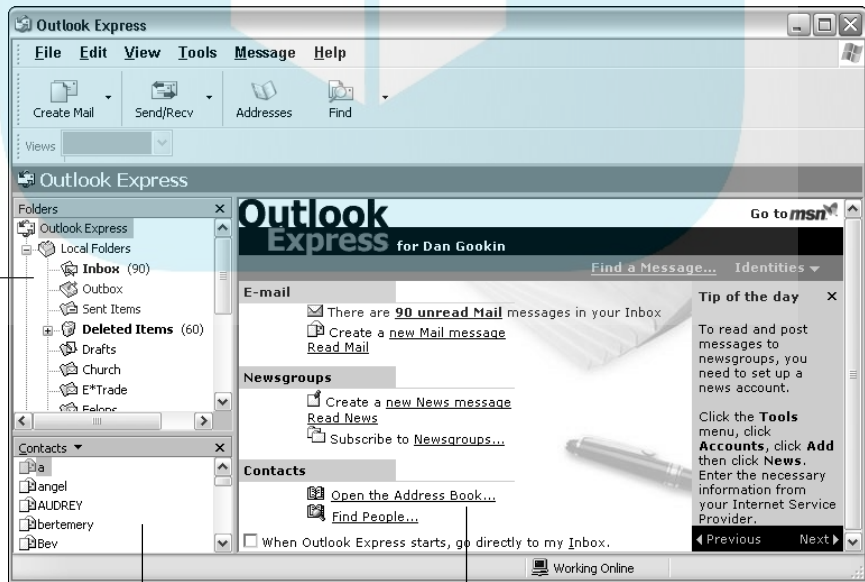 Outlook Express
File Edit View Tools Message Help
Create Mail Send/Recv Addresses Find
Views
Outlook Express
Folders
Outlook Express
Local Folders
Inbox (90)
Outbox
Sent Items
Deleted Items (60)
Drafts
Church
E*Trade
Felons
Contacts
a
angel
AUDREY
bertemery
Bev
Outlook
Express for Dan Gookin
Go to msn
Find a Message... Identities
E-mail
There are 90 unread Mail messages in your Inbox
Create a new Mail message
Read Mail
Newsgroups
Create a new News message
Read News
Subscribe to Newsgroups...
Contacts
Open the Address Book...
Find People...
When Outlook Express starts, go directly to my Inbox.
Tip of the day
To read and post
messages to
newsgroups, you
need to set up a
news account.
Click the Tools
menu, click
Accounts, click Add
then click News.
Enter the necessary
information from
your Internet Service
Provider.
Previous Next
Working Online